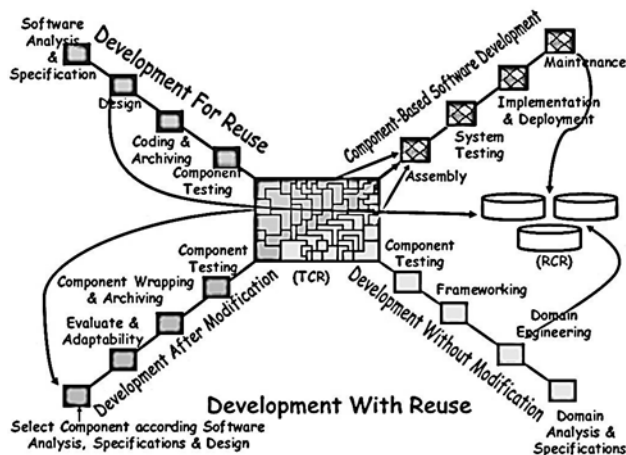 Software
Analysis
&
Specification
Design
Coding &
Archiving
Component
Testing
Development For Reuse
Component-Based Software Development
Maintenance
Implementation
& Deployment
System
Testing
Assembly
(TCR)
(RCR)
Component
Testing
Component Wrapping
& Archiving
Evaluate &
Adaptability
Select Component according Software
Analysis, Specifications & Design
Development After Modification
Component
Testing
Frameworking
Domain
Engineering
Domain
Analysis &
Specifications
Development Without Modification
Development With Reuse